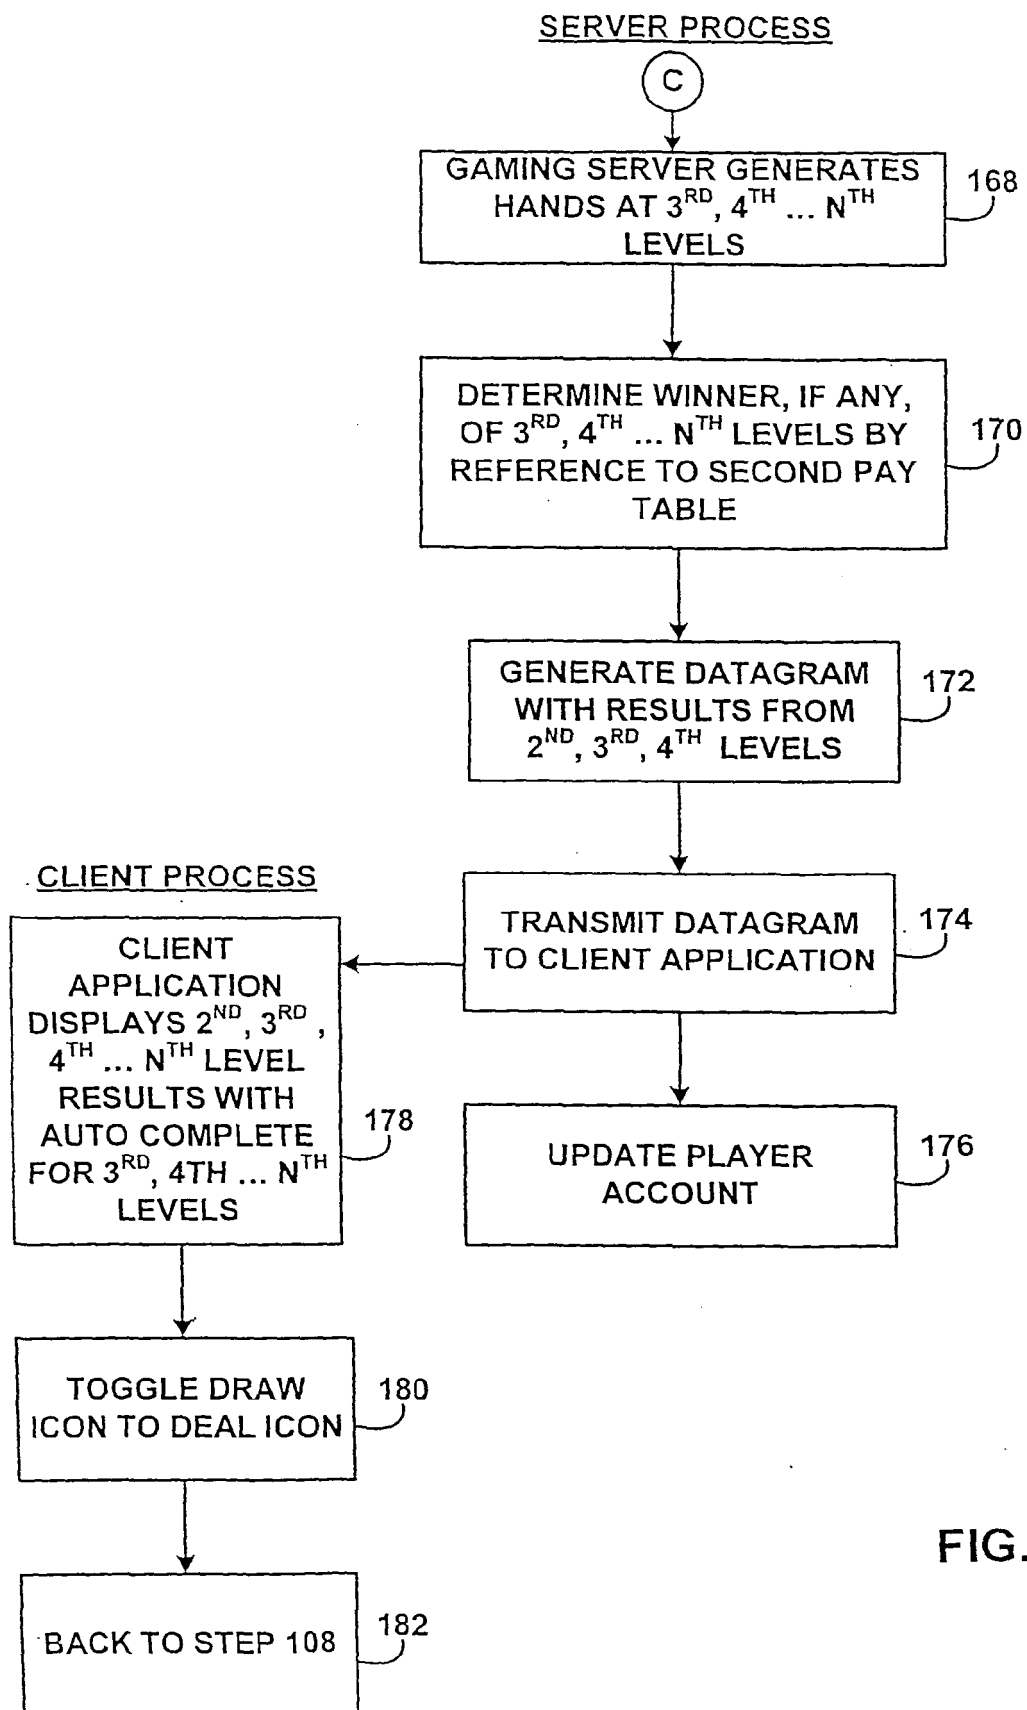 SERVER PROCESS
C
GAMING SERVER GENERATES
HANDS AT 3RD, 4TH ... NTH
LEVELS
168
DETERMINE WINNER, IF ANY,
OF 3RD, 4TH ... NTH LEVELS BY
REFERENCE TO SECOND PAY
TABLE
170
GENERATE DATAGRAM
WITH RESULTS FROM
2ND, 3RD, 4TH LEVELS
172
TRANSMIT DATAGRAM
TO CLIENT APPLICATION
174
UPDATE PLAYER
ACCOUNT
176
CLIENT PROCESS
CLIENT
APPLICATION
DISPLAYS 2ND, 3RD ,
4TH ... NTH LEVEL
RESULTS WITH
AUTO COMPLETE
FOR 3RD, 4TH ... NTH
LEVELS
178
TOGGLE DRAW
ICON TO DEAL ICON
180
BACK TO STEP 108
182
FIG.